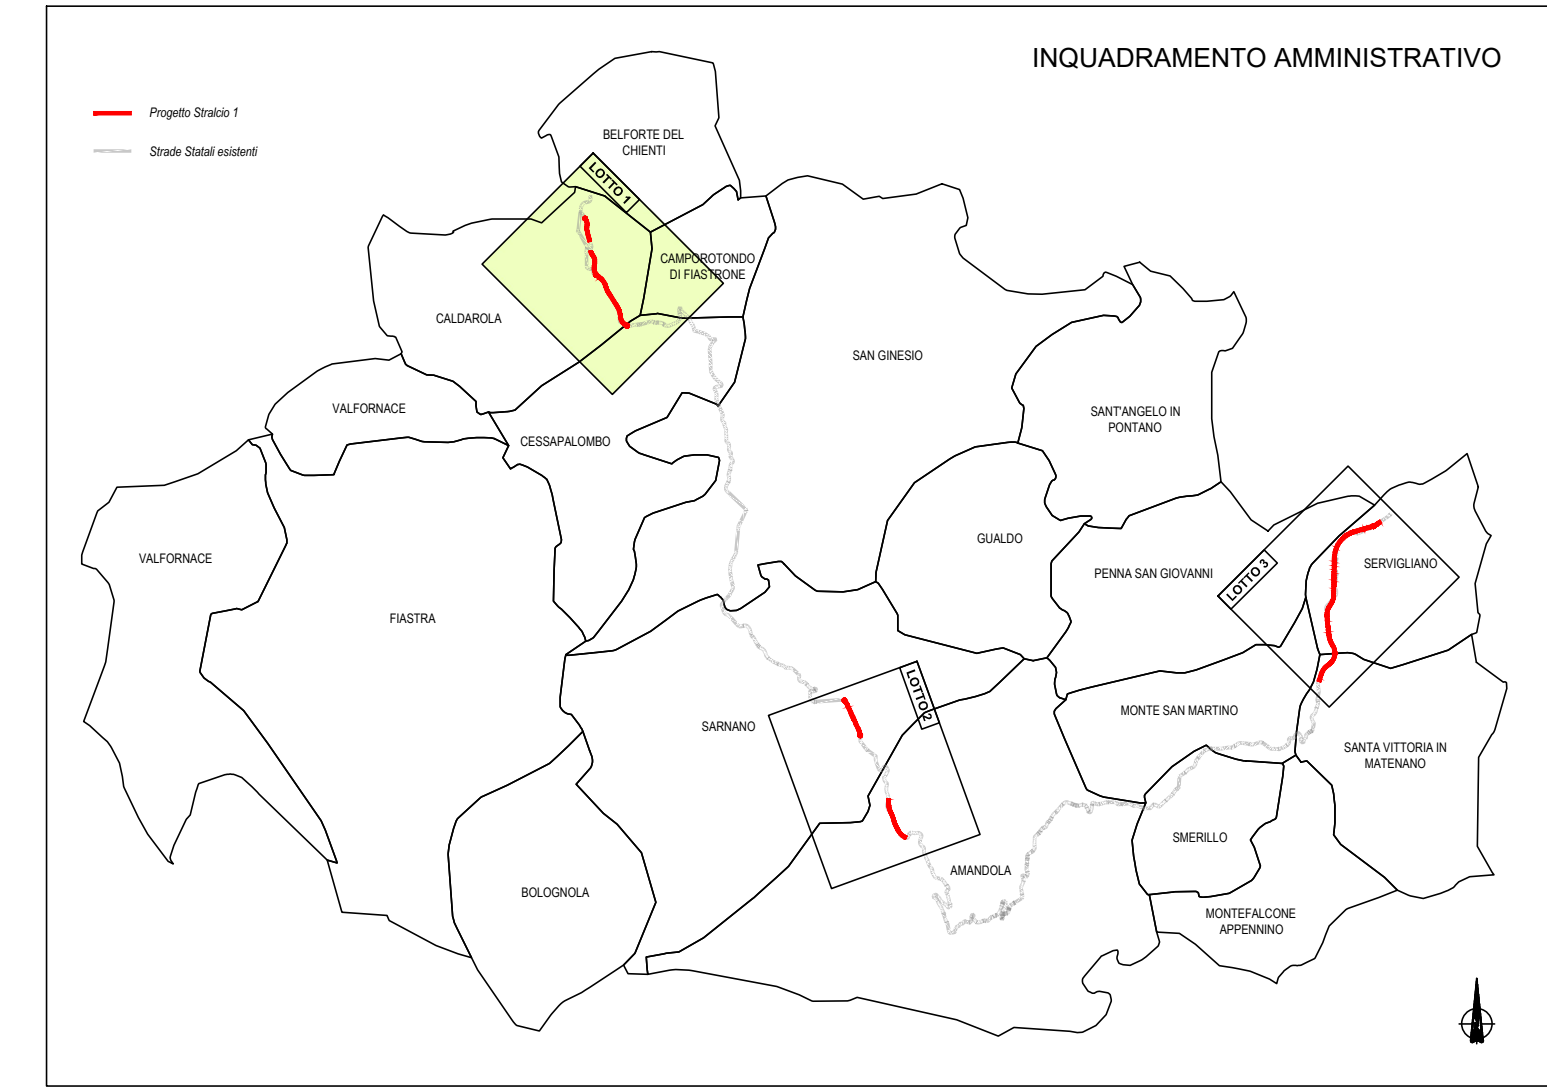 INQUADRAMENTO AMMINISTRATIVO
Progetto Stralcio 1
Strade Statali esistenti
BELFORTE DEL
CHIENTI
LOTTO 1
CAMPOROTONDO
DI FIASTRONE
CALDAROLA
SAN GINESIO
VALFORNACE
SANT'ANGELO IN
PONTANO
CESSAPALOMBO
GUALDO
VALFORNACE
PENNA SAN GIOVANNI
LOTTO 3
SERVIGLIANO
FIASTRA
LOTTO 2
SARNANO
MONTE SAN MARTINO
SANTA VITTORIA IN
MATENANO
SMERILLO
AMANDOLA
BOLOGNOLA
MONTEFALCONE
APPENNINO